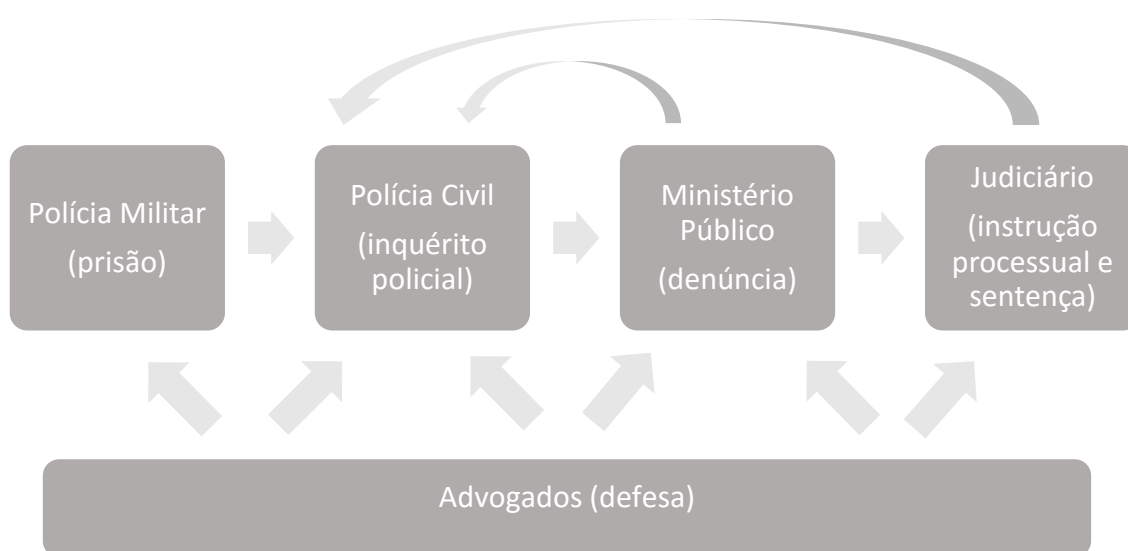 Polícia Militar
(prisão)
Polícia Civil
(inquérito
policial)
Ministério
Público
(denúncia)
Judiciário
(instrução
processual e
sentença)
Advogados (defesa)